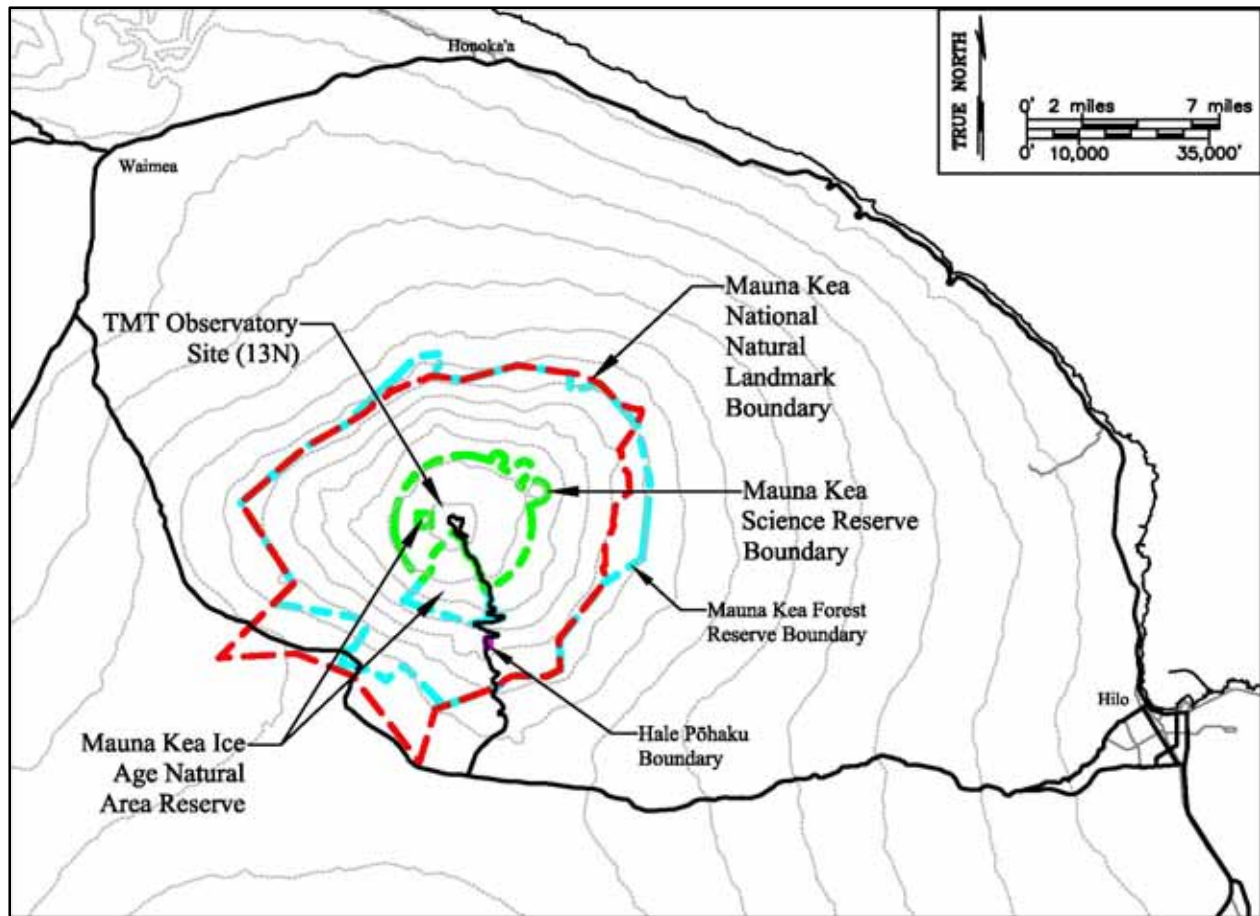 Honoka'a
Waimea
TRUE NORTH
0' 2 miles 7 miles
0' 10,000 35,000'
TMT Observatory
Site (13N)
Mauna Kea
National
Natural
Landmark
Boundary
Mauna Kea
Science Reserve
Boundary
Mauna Kea Forest
Reserve Boundary
Hilo
Hale Pōhaku
Boundary
Mauna Kea Ice
Age Natural
Area Reserve